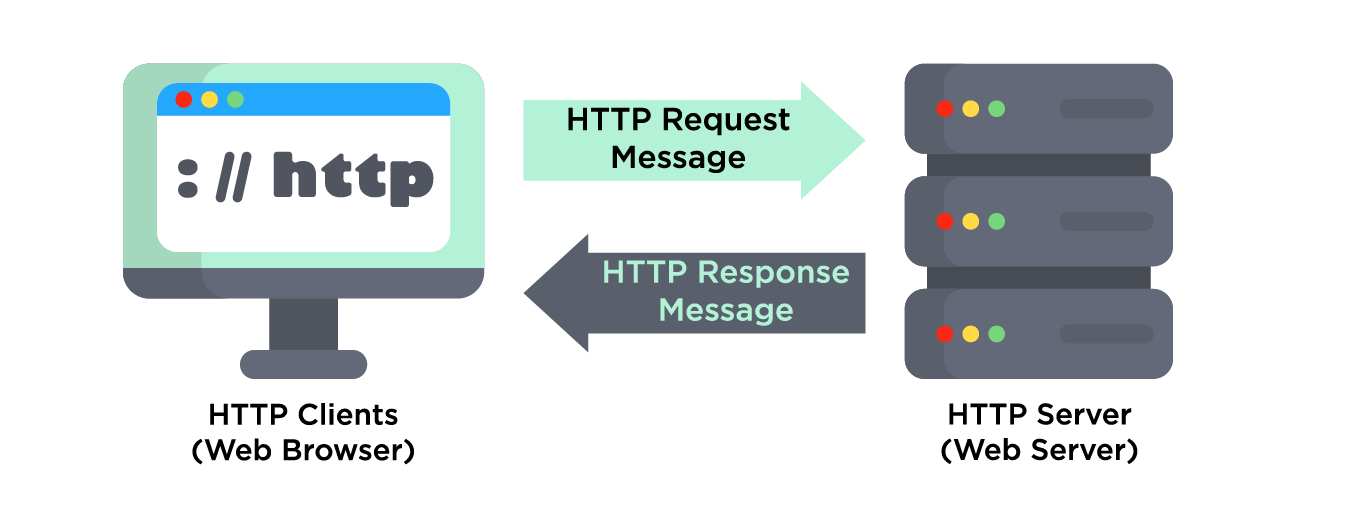 : // http
HTTP Request
Message
HTTP Response
Message
HTTP Clients
(Web Browser)
HTTP Server
(Web Server)